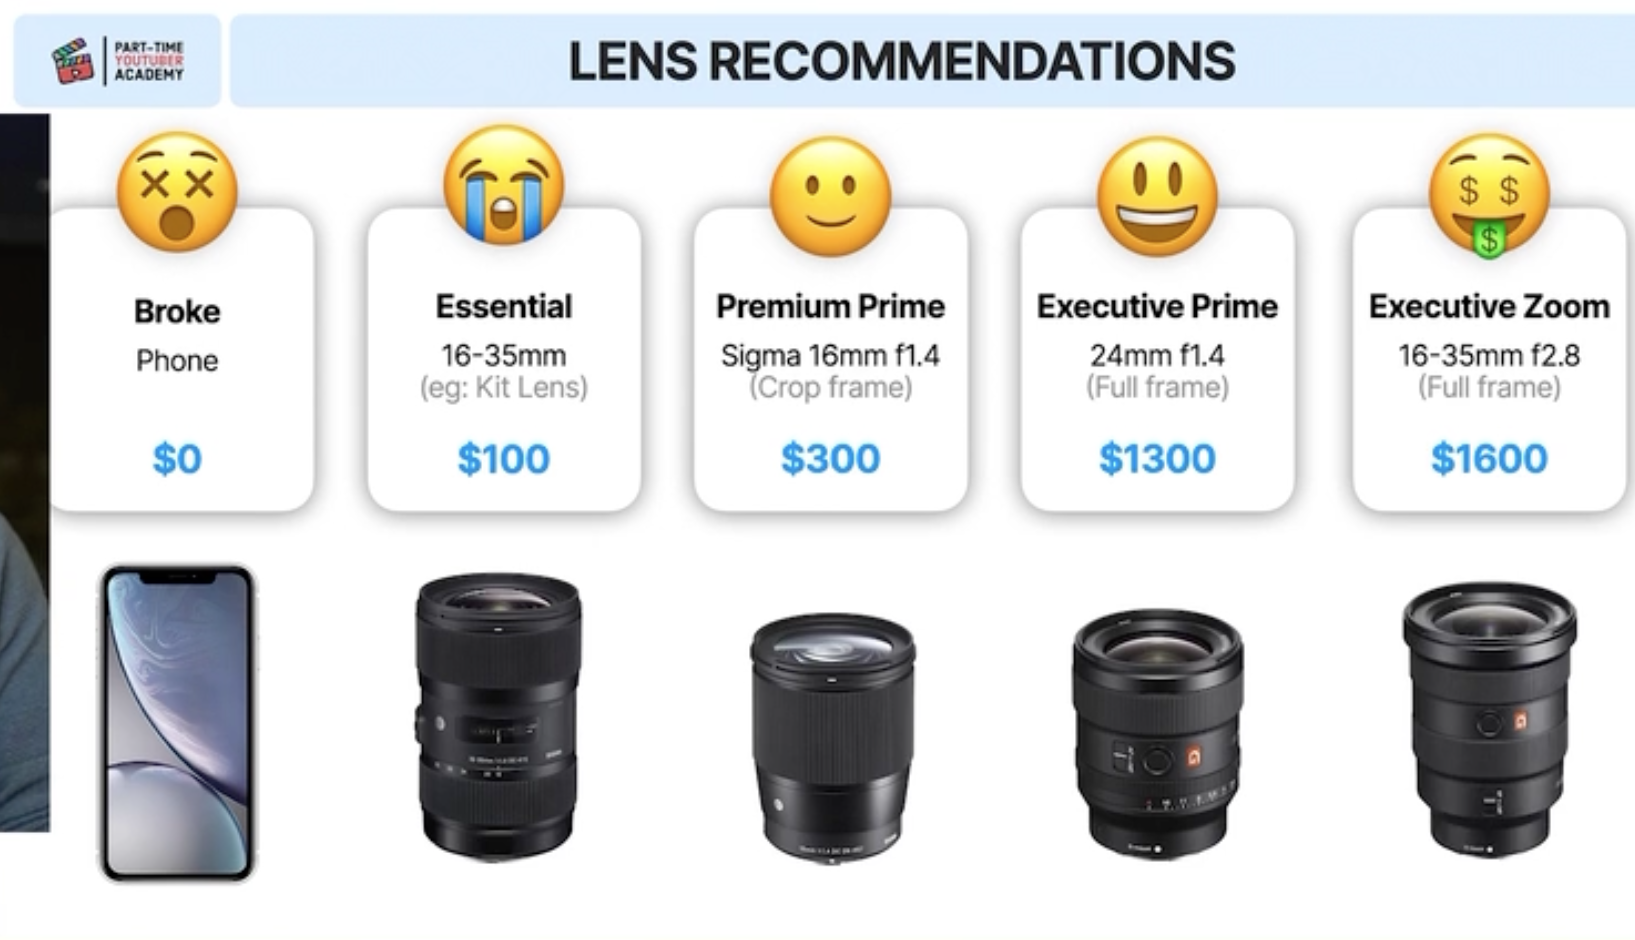 PART-TIME
YOUTUBER
ACADEMY
LENS RECOMMENDATIONS
Broke
Phone
$0
Essential
16-35mm
(eg: Kit Lens)
$100
Premium Prime
Sigma 16mm f1.4
(Crop frame)
$300
Executive Prime
24mm f1.4
(Full frame)
$1300
Executive Zoom
16-35mm f2.8
(Full frame)
$1600
G
G